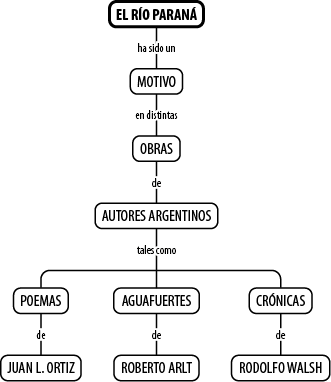 EL RÍO PARANÁ
ha sido un
MOTIVO
en distintas
OBRAS
de
AUTORES ARGENTINOS
tales como
POEMAS AGUAFUERTES CRÓNICAS
de de de
JUAN L. ORTIZ ROBERTO ARLT RODOLFO WALSH